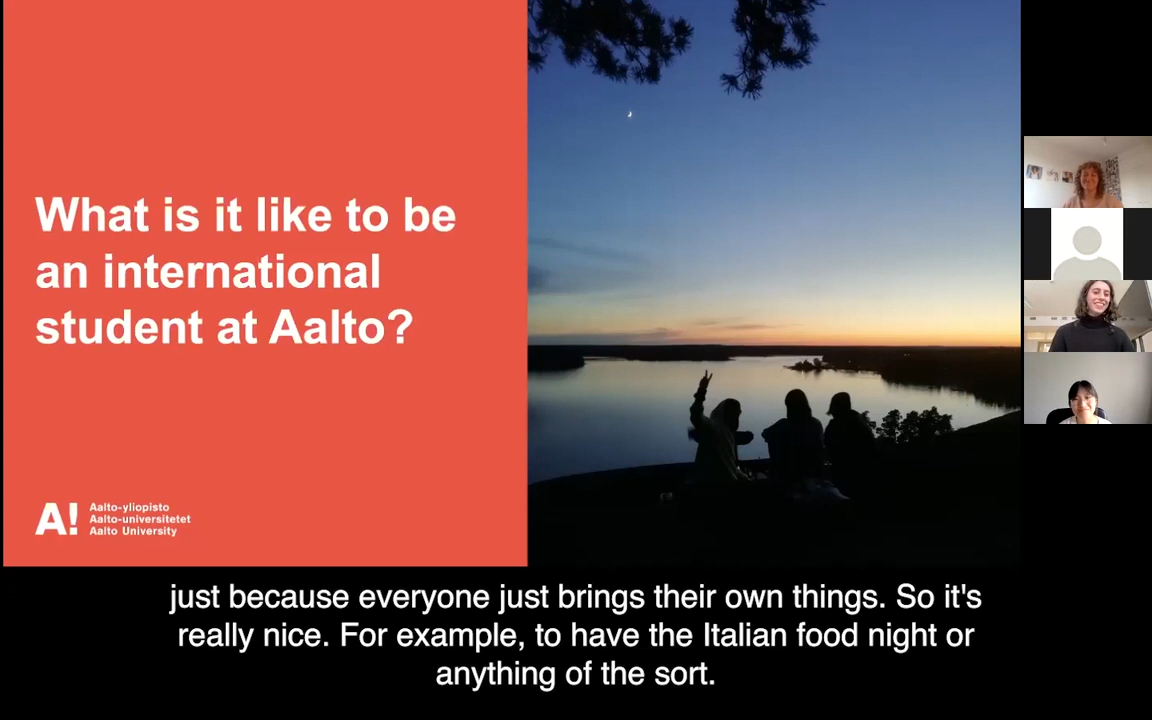 What is it like to be
an international
student at Aalto?
A!
Aalto-yliopisto
Aalto-universitetet
Aalto University
just because everyone just brings their own things. So it's
really nice. For example, to have the Italian food night or
anything of the sort.